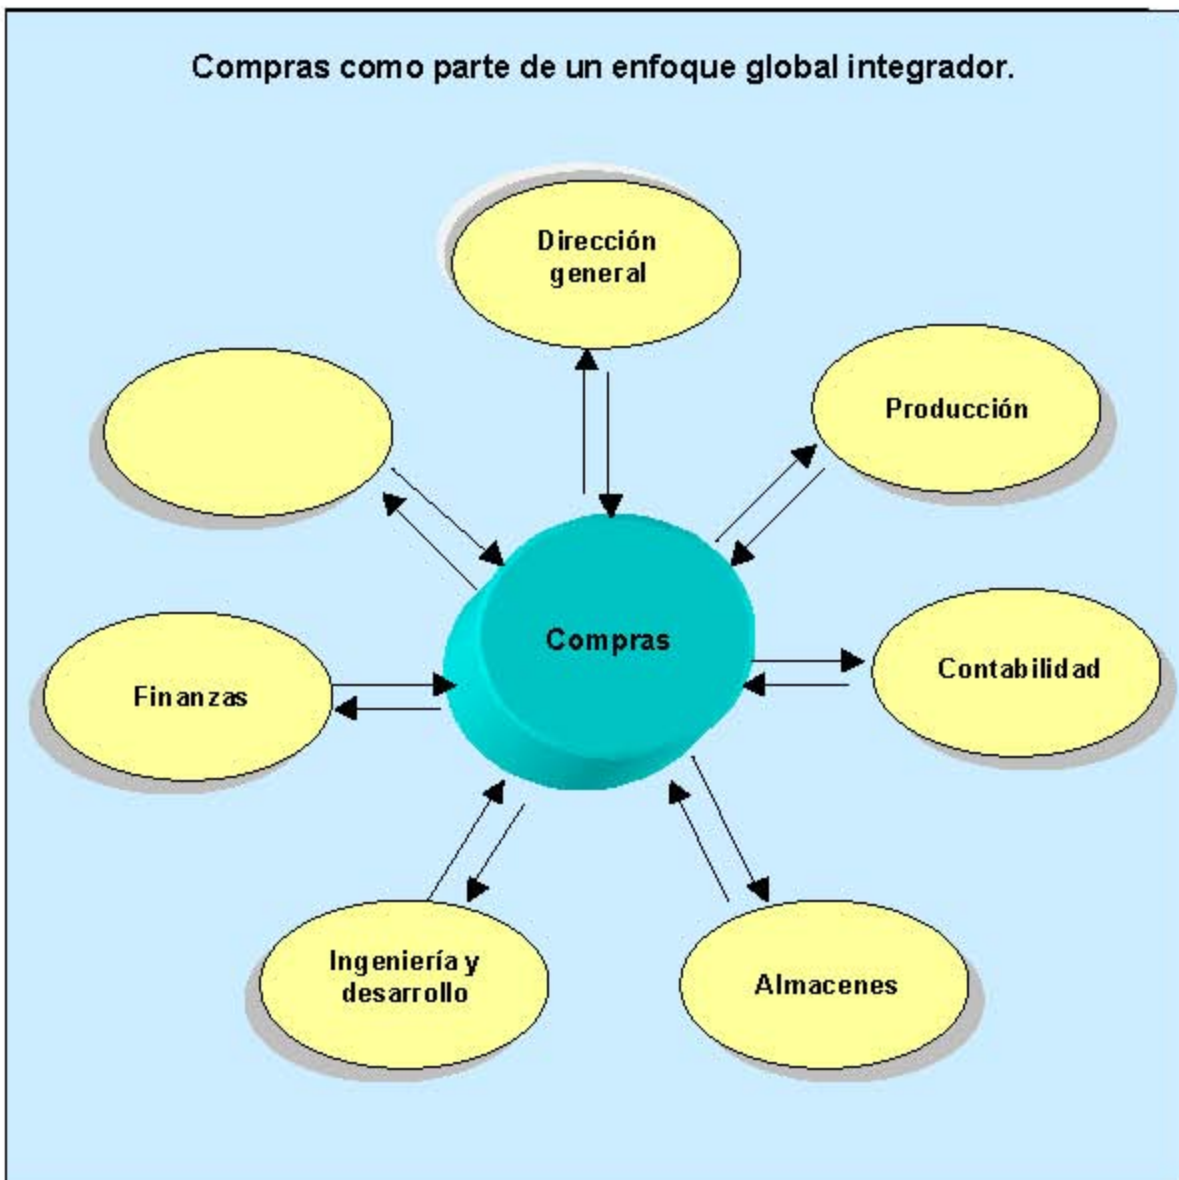 Compras como parte de un enfoque global integrador.
Dirección
general
Producción
Compras
Contabilidad
Finanzas
Ingeniería y
desarrollo
Almacenes